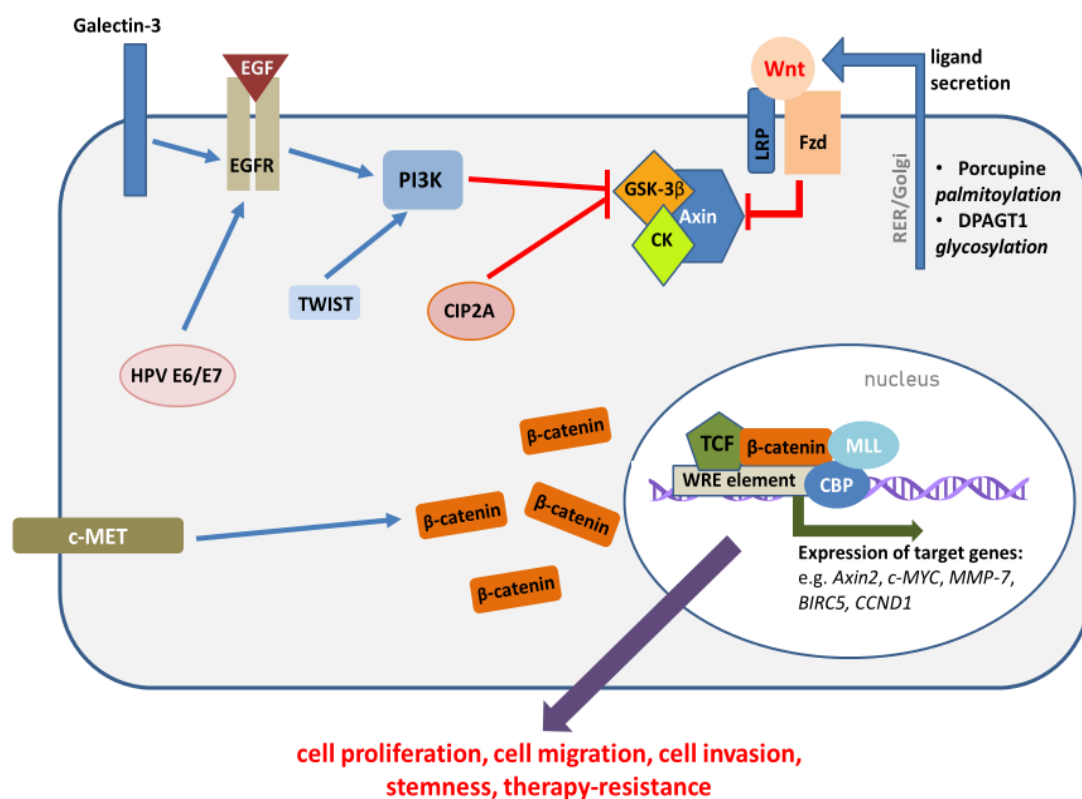 Galectin-3
EGF
EGFR
PI3K
TWIST
CIP2A
HPV E6/E7
GSK-3β
Axin
CK
Wnt
LRP
Fzd
ligand
secretion
RER/Golgi
• Porcupine
palmitoylation
• DPAGT1
glycosylation
c-MET
β-catenin
β-catenin
β-catenin
β-catenin
nucleus
TCF
β-catenin
MLL
WRE element
CBP
Expression of target genes:
e.g. Axin2, c-MYC, MMP-7,
BIRC5, CCND1
cell proliferation, cell migration, cell invasion,
stemness, therapy-resistance